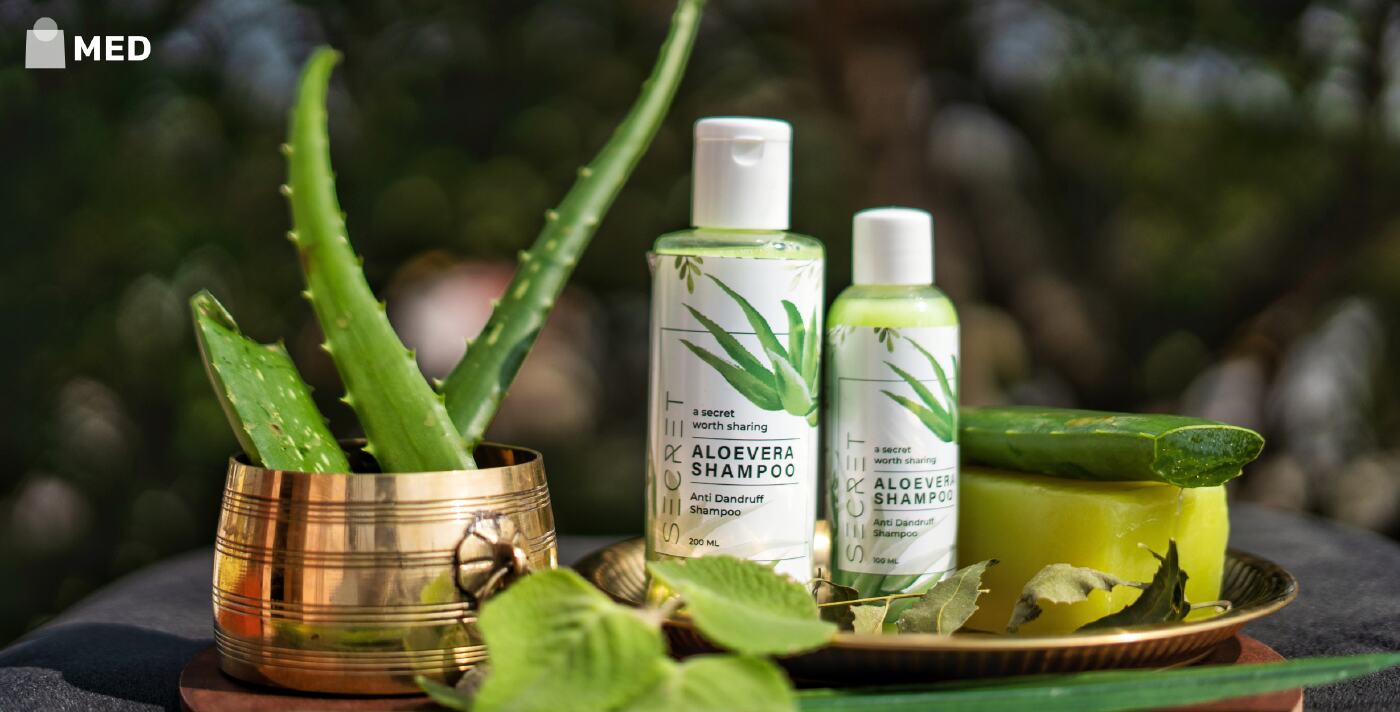 MED
SECRET
a secret
worth sharing
ALOEVERA
SHAMPOO
Anti Dandruff
Shampoo
200 ML
SECRET
a secret
worth sharing
ALOEVERA
SHAMPOO
Anti Dandruff
Shampoo
100 ML